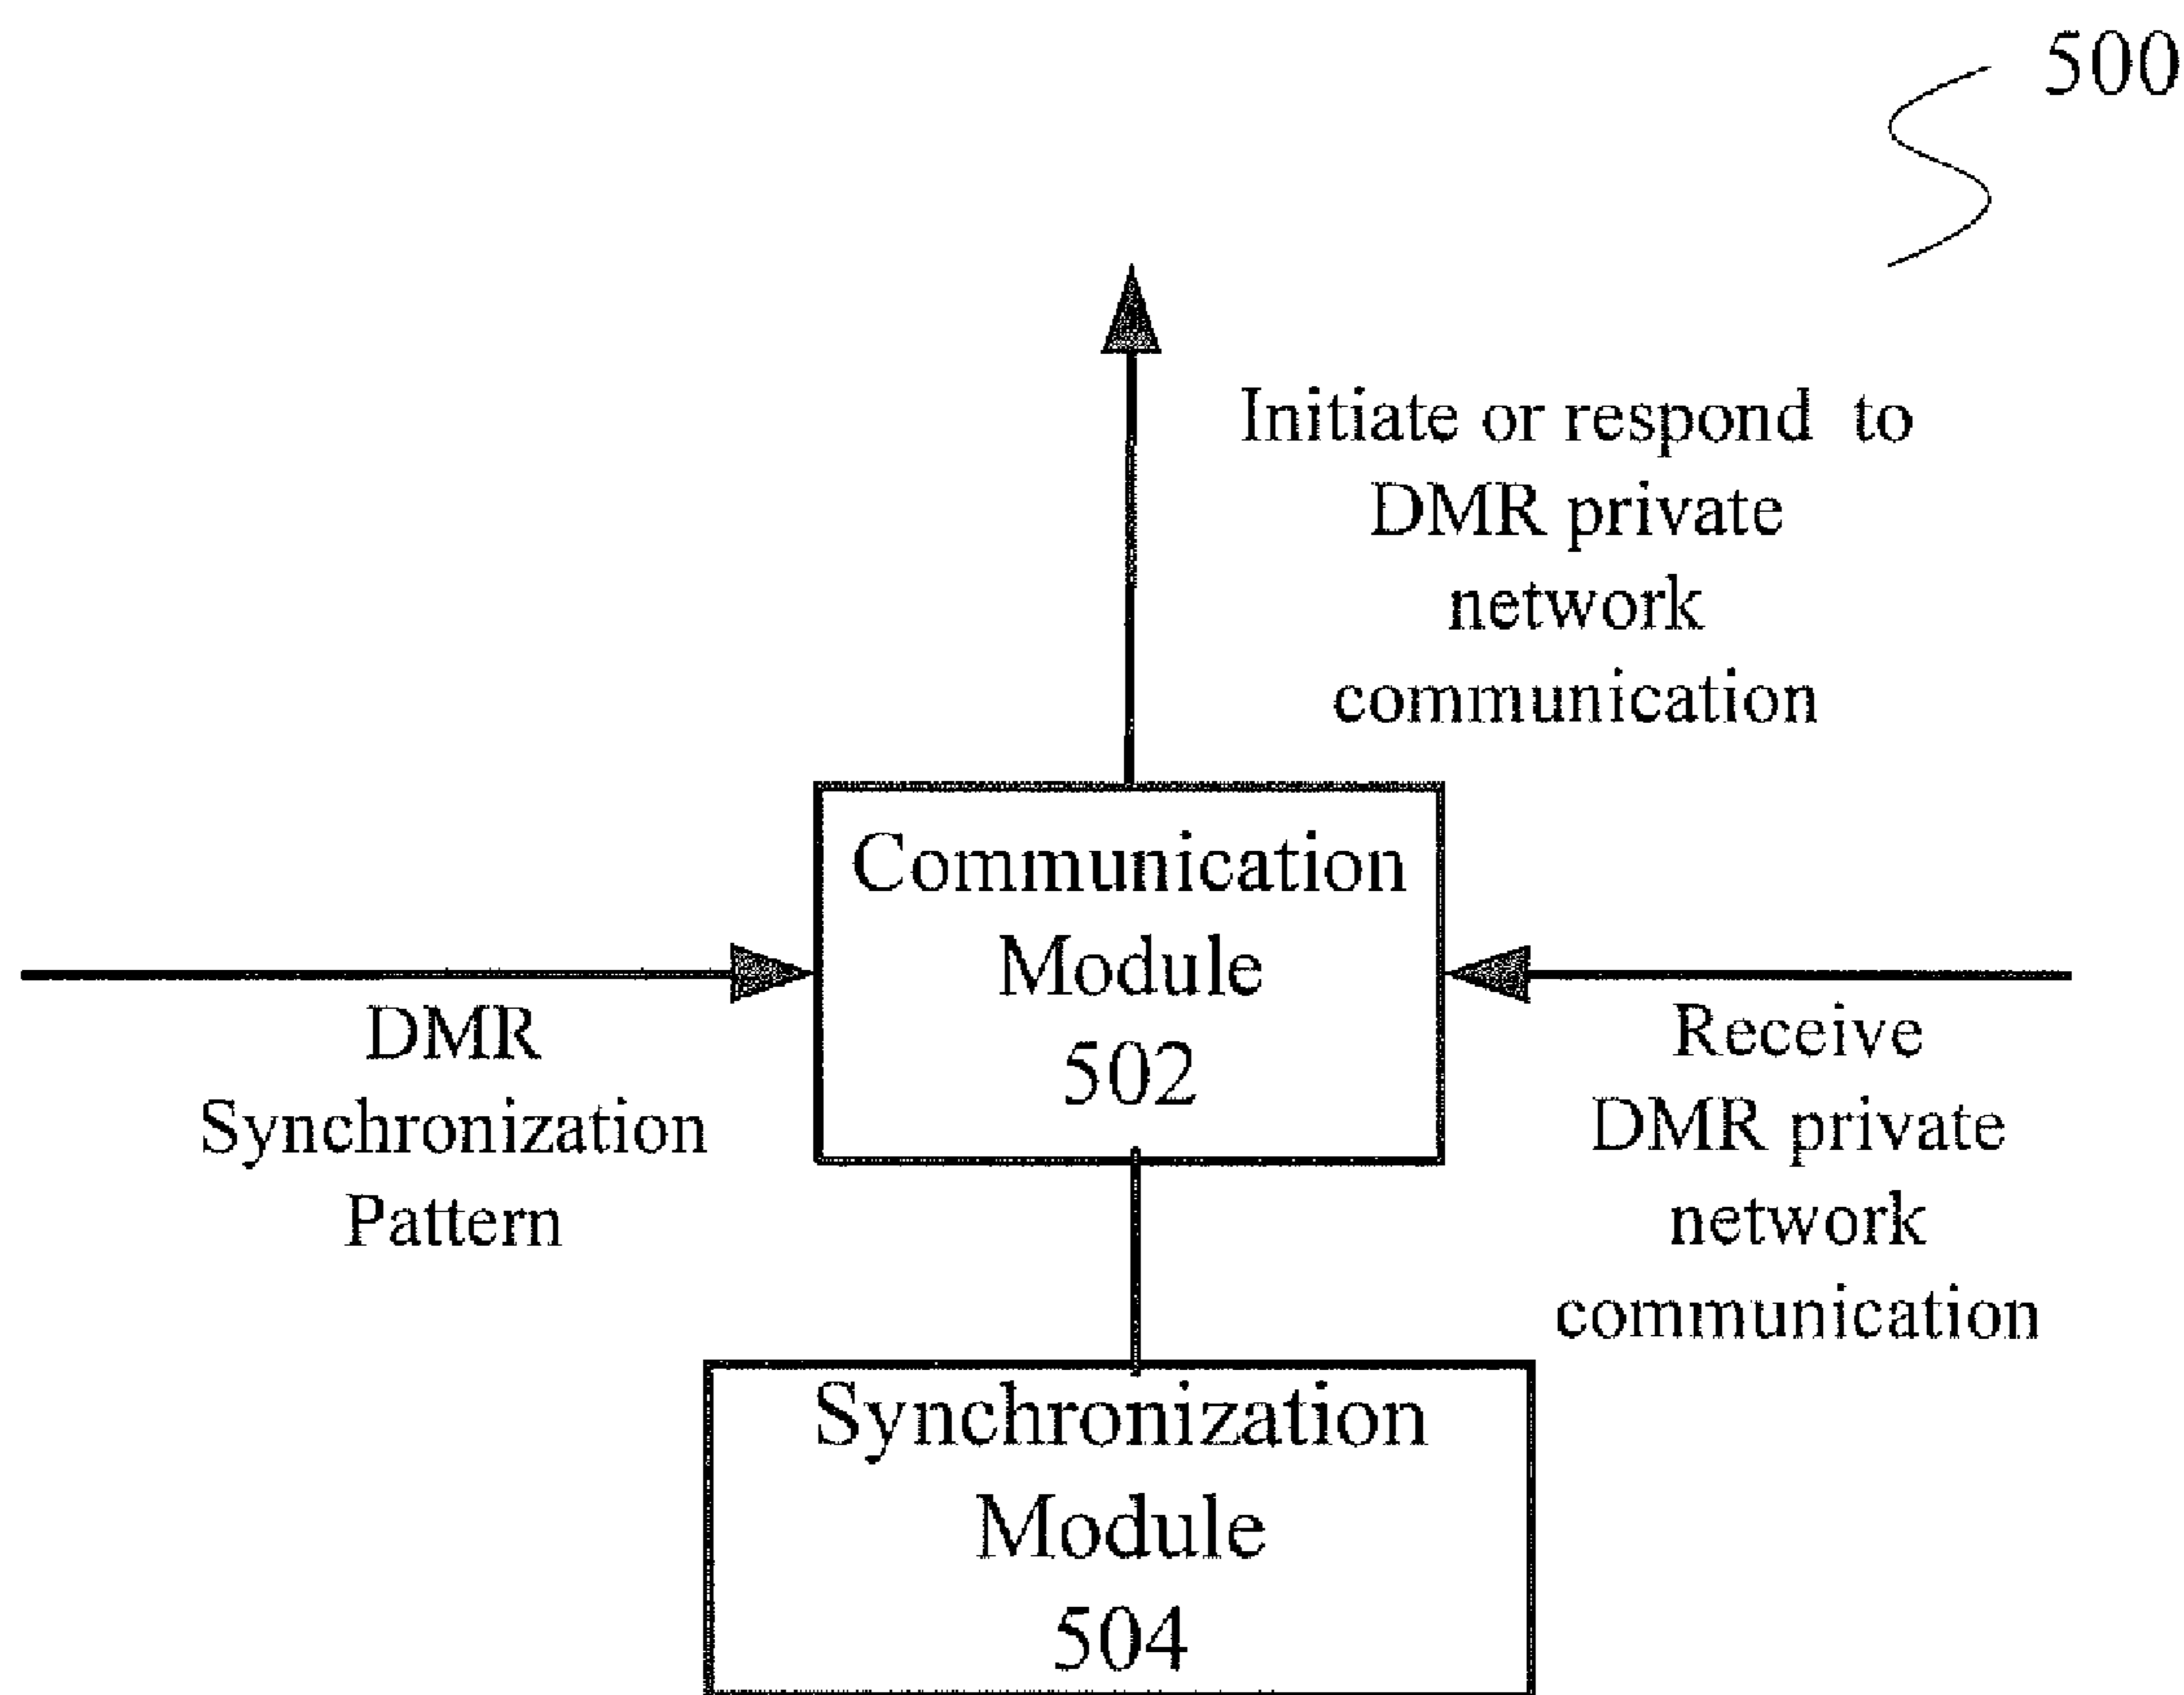 500
Initiate or respond to
DMR private
network
communication
Communication
Module
502
DMR
Synchronization
Pattern
Receive
DMR private
network
communication
Synchronization
Module
504